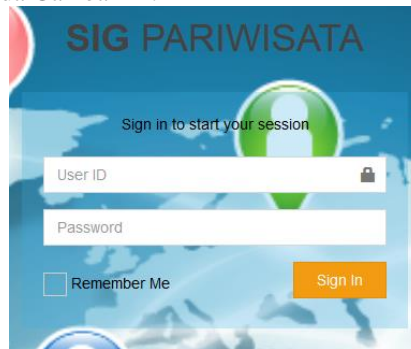 SIG PARIWISATA
Sign in to start your session
User ID
Password
Remember Me
Sign In